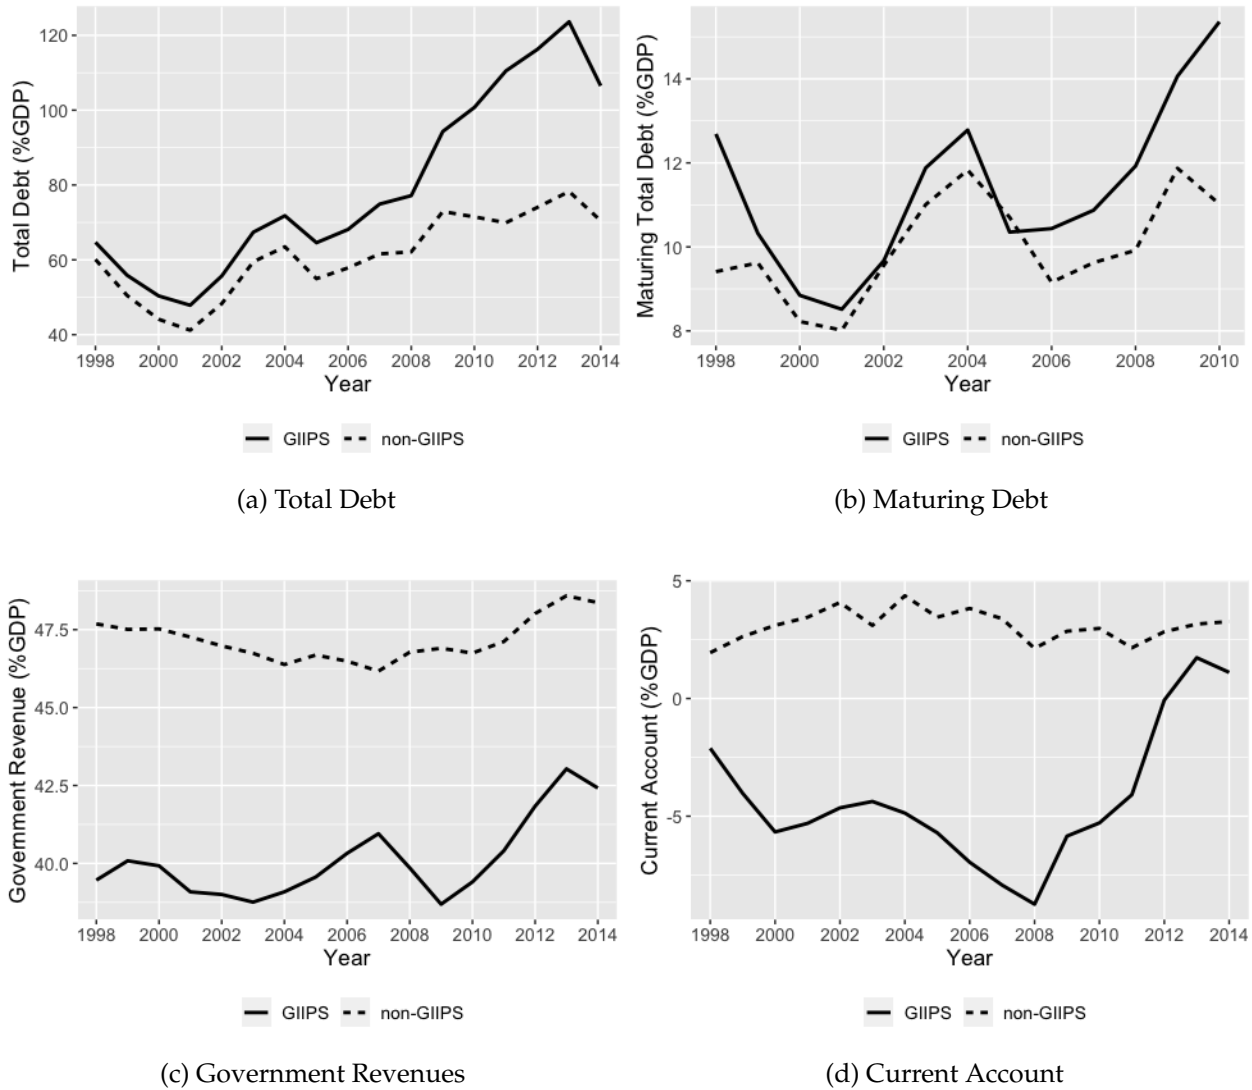 Total Debt (%GDP)
120
100
80
60
40
1998 2000 2002 2004 2006 2008 2010 2012 2014
Year
GIIPS non-GIIPS
(a) Total Debt
Maturing Total Debt (%GDP)
14
12
10
8
1998 2000 2002 2004 2006 2008 2010
Year
GIIPS non-GIIPS
(b) Maturing Debt
Government Revenue (%GDP)
47.5
45.0
42.5
40.0
1998 2000 2002 2004 2006 2008 2010 2012 2014
Year
GIIPS non-GIIPS
(c) Government Revenues
Current Account (%GDP)
5
0
-5
1998 2000 2002 2004 2006 2008 2010 2012 2014
Year
GIIPS non-GIIPS
(d) Current Account